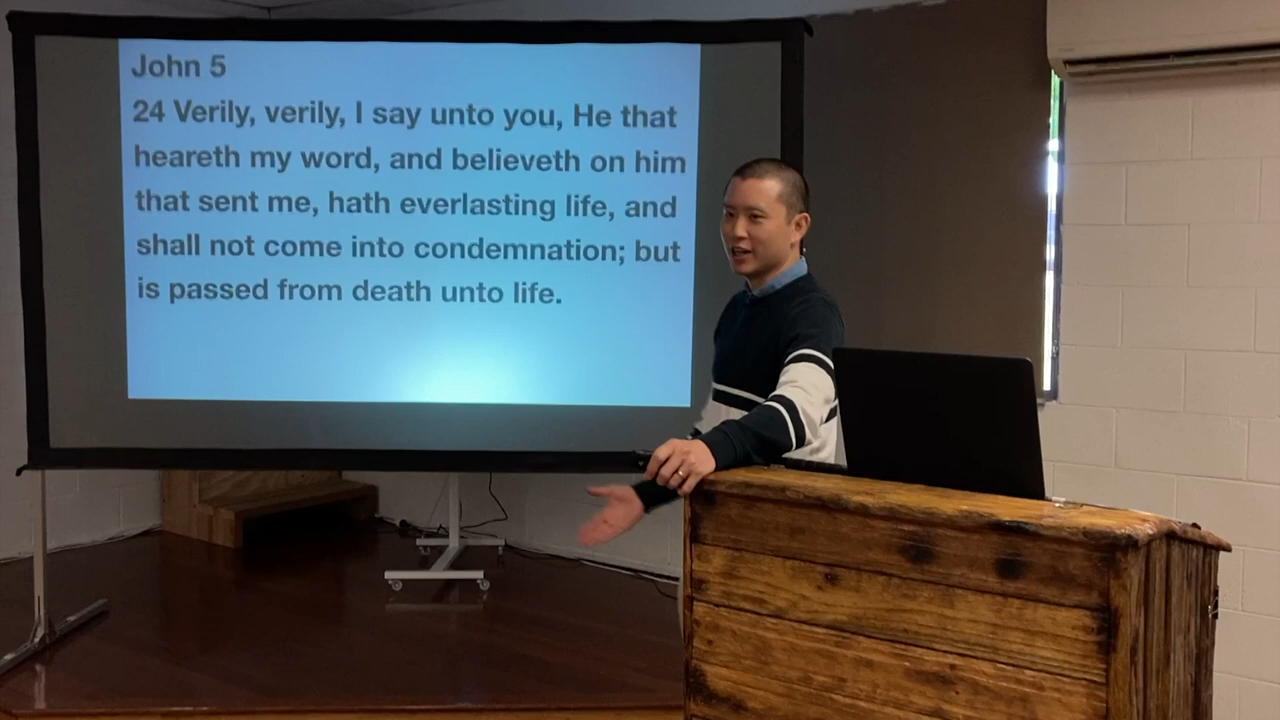 John 5
24 Verily, verily, I say unto you, He that
heareth my word, and believeth on him
that sent me, hath everlasting life, and
shall not come into condemnation; but
is passed from death unto life.